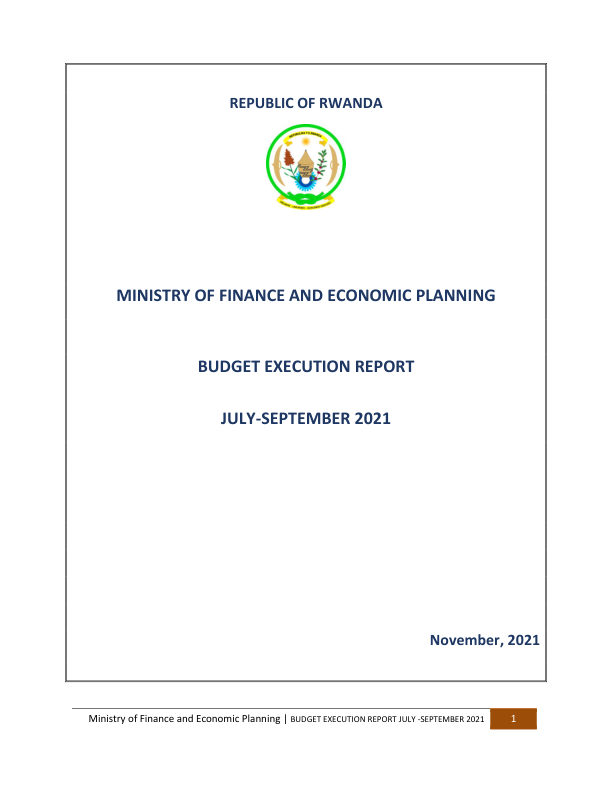 REPUBLIC OF RWANDA
MINISTRY OF FINANCE AND ECONOMIC PLANNING
BUDGET EXECUTION REPORT
JULY-SEPTEMBER 2021
November, 2021
Ministry of Finance and Economic Planning | BUDGET EXECUTION REPORT JULY -SEPTEMBER 2021 1